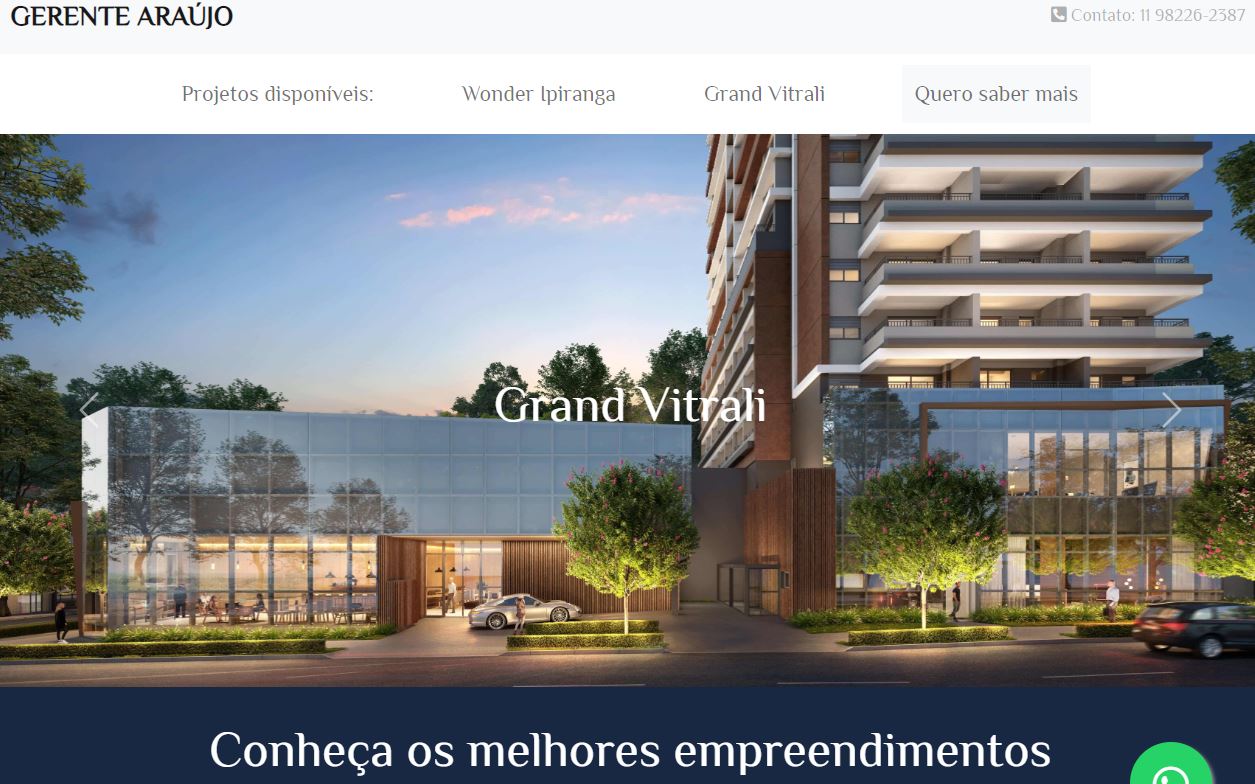 GERENTE ARAÚJO
Contato: 11 98226-2387
Projetos disponíveis:
Wonder Ipiranga
Grand Vitrali
Quero saber mais
Grand Vitrali
Conheça os melhores empreendimentos